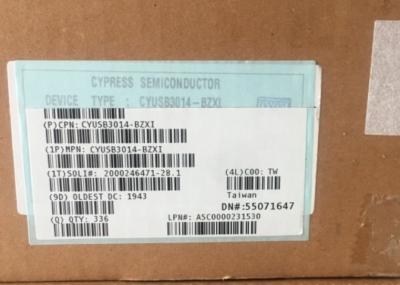 CYPRESS SEMICONDUCTOR
DEVICE TYPE : CYUSB3014-BZXI
(P)CPN: CYUSB3014-BZXI
(1P)MPN: CYUSB3014-BZXI
(1T)SOLI#: 2000246471-28.1
(4L)COO: TW
(9D) OLDEST DC: 1943
Taiwan
DN#:55071647
(Q) QTY: 336
LPN#: ASC0000231530